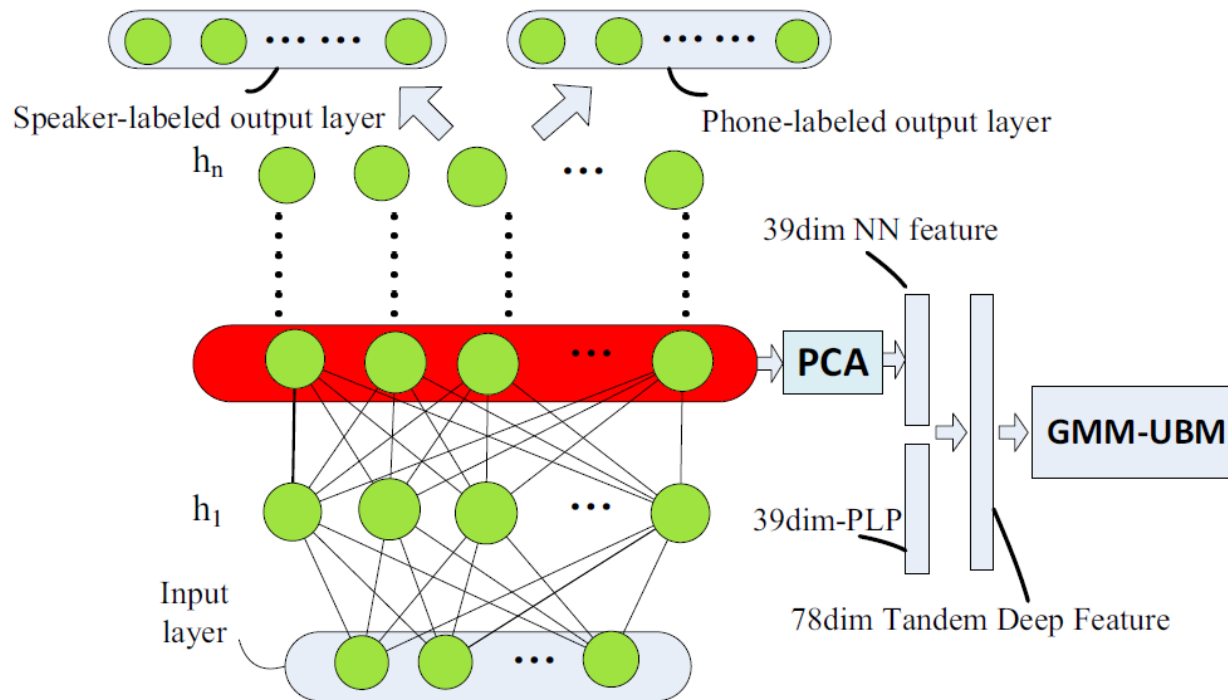 Speaker-labeled output layer
Phone-labeled output layer
hn
39dim NN feature
PCA
GMM-UBM
h1
39dim-PLP
Input
layer
78dim Tandem Deep Feature